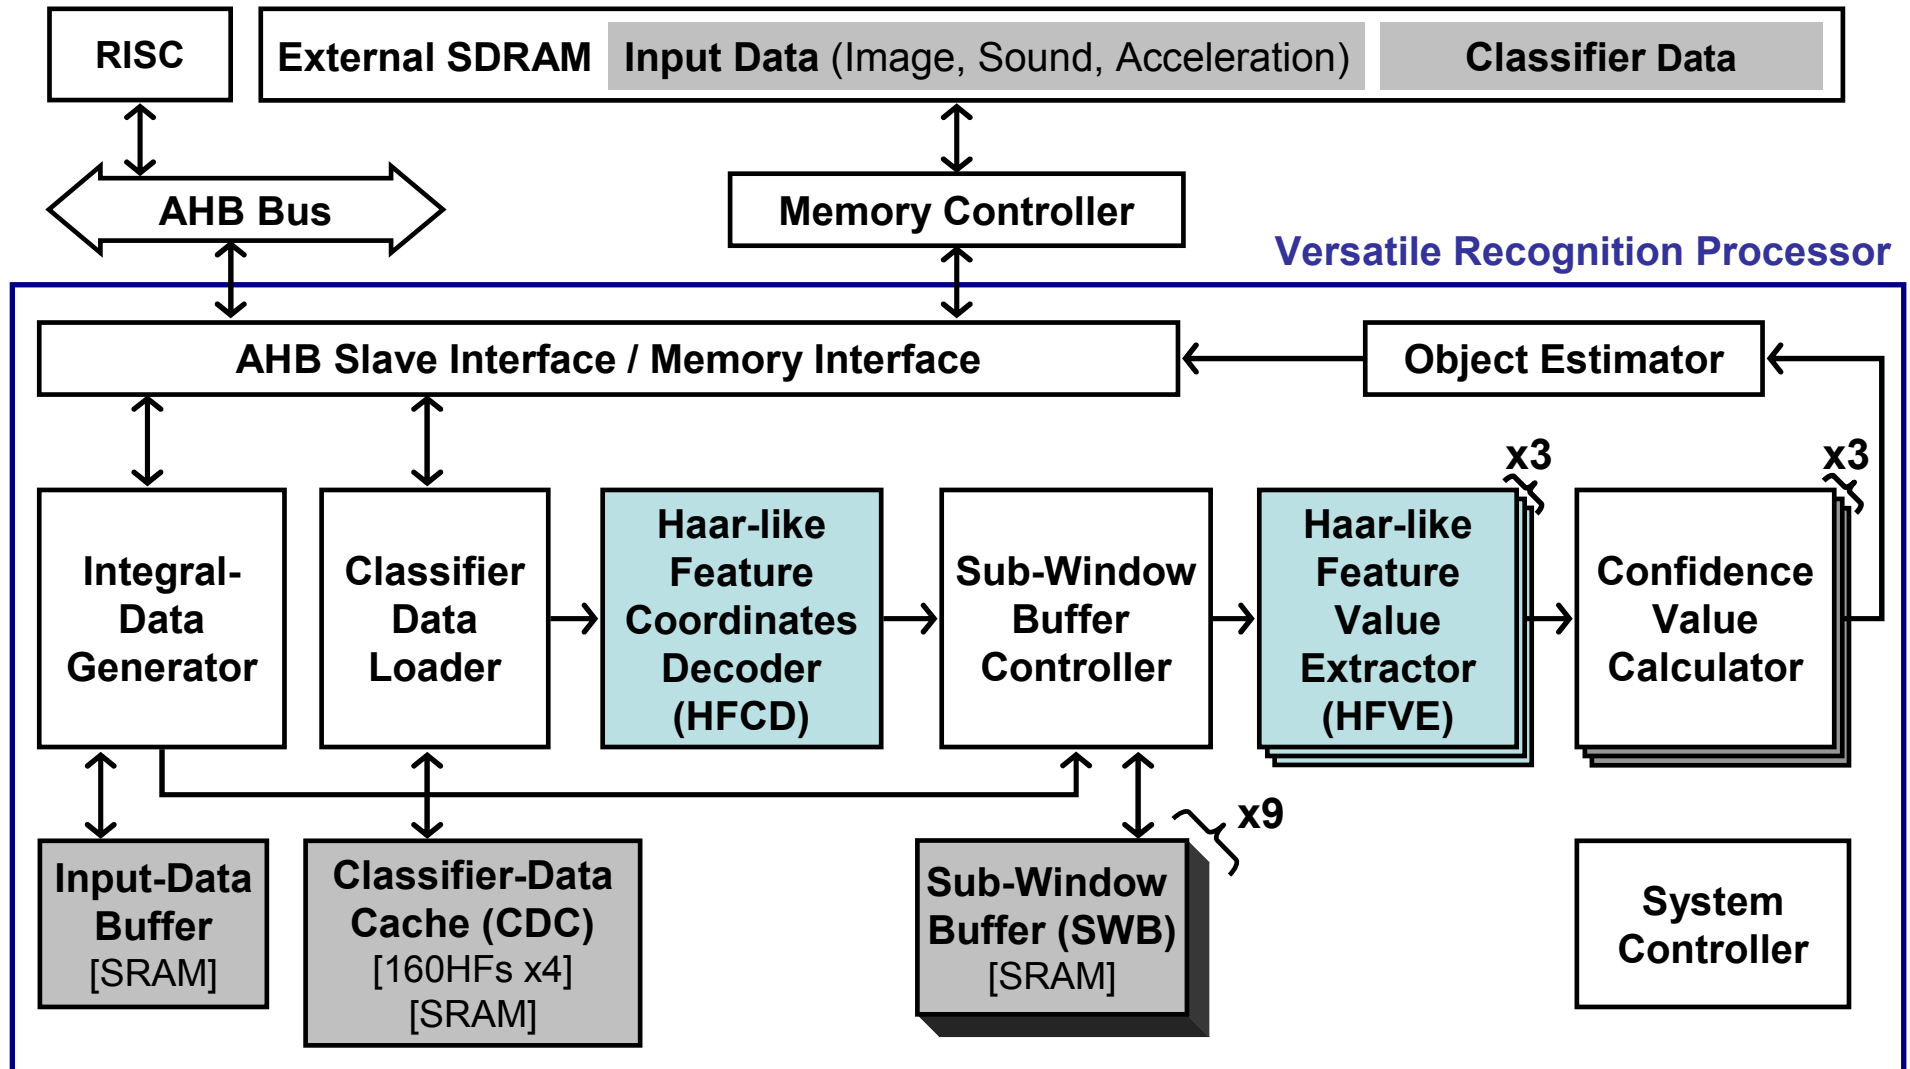 RISC
External SDRAM
Input Data (Image, Sound, Acceleration)
Classifier Data
AHB Bus
Memory Controller
Versatile Recognition Processor
AHB Slave Interface / Memory Interface
Object Estimator
Integral-
Data
Generator
Classifier
Data
Loader
Haar-like
Feature
Coordinates
Decoder
(HFCD)
Sub-Window
Buffer
Controller
x3
Haar-like
Feature
Value
Extractor
(HFVE)
x3
Confidence
Value
Calculator
Input-Data
Buffer
[SRAM]
Classifier-Data
Cache (CDC)
[160HFs x4]
[SRAM]
x9
Sub-Window
Buffer (SWB)
[SRAM]
System
Controller